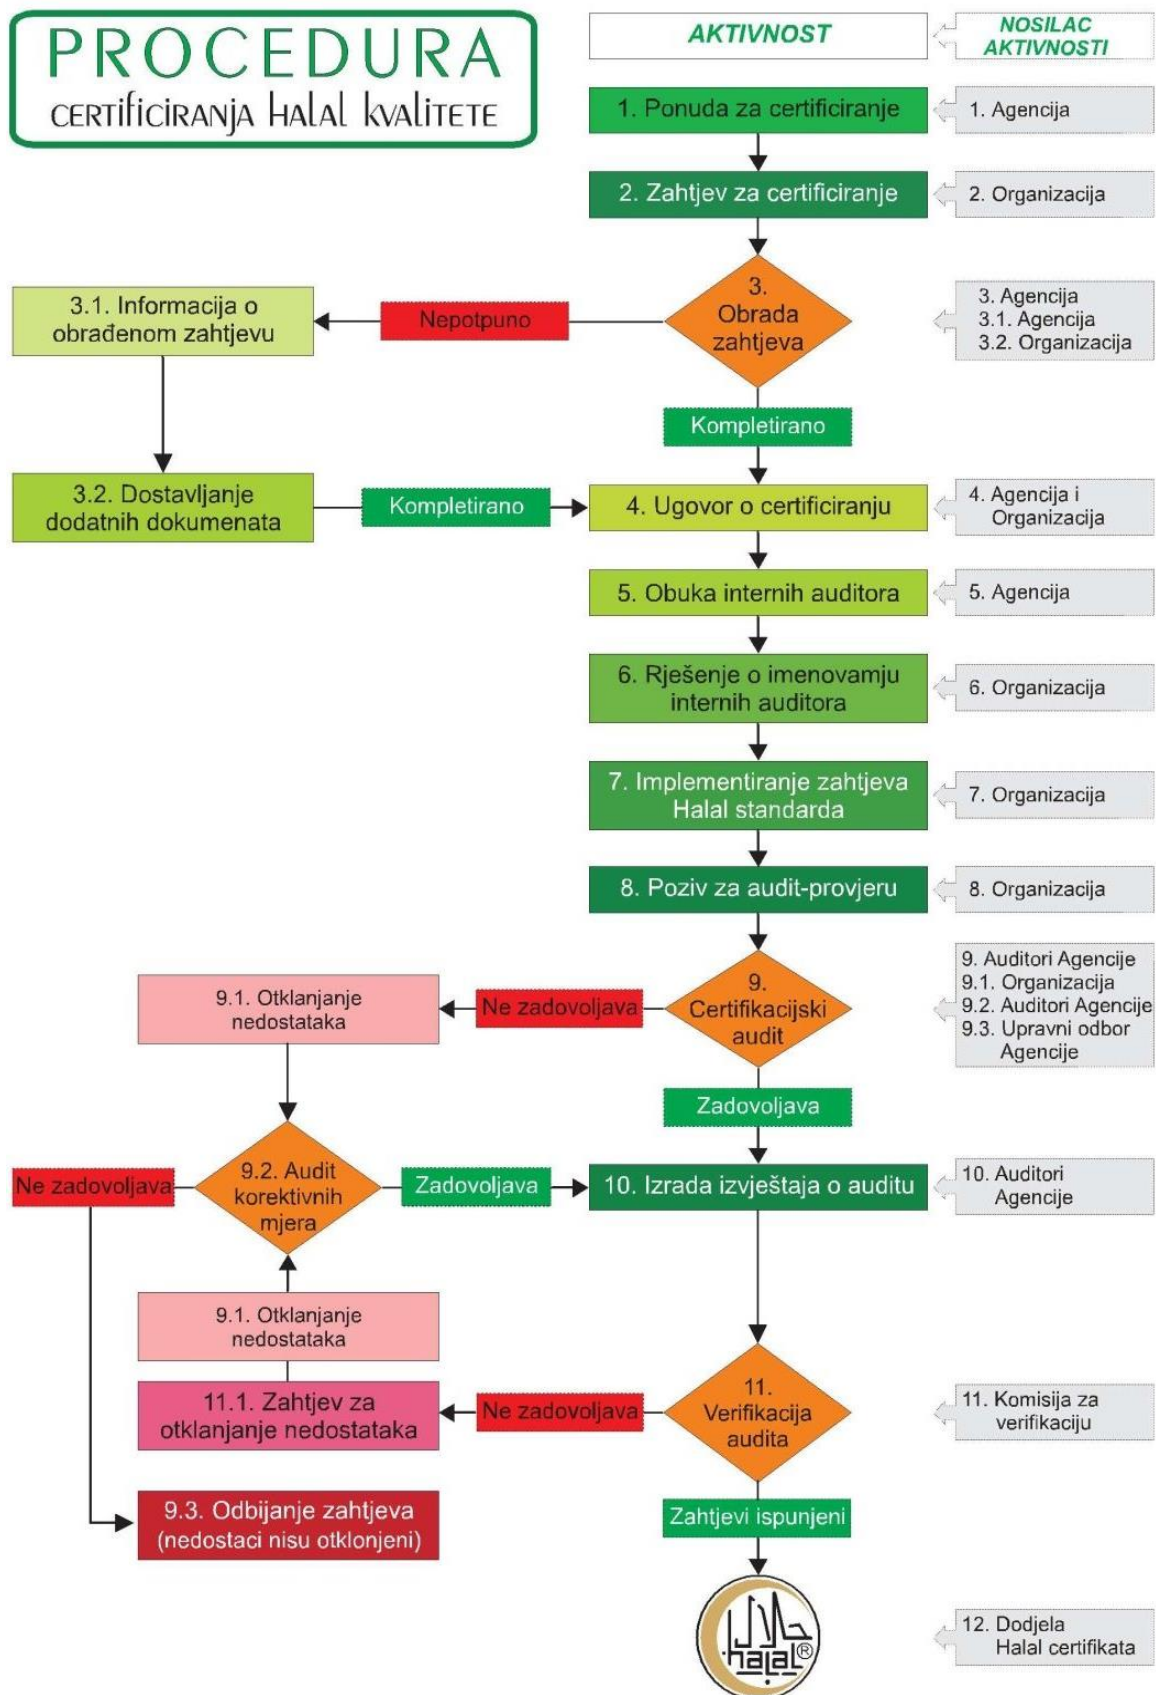 PROCEDURA
CERTIFICIRANJA HALAL KVALITETE
AKTIVNOST
NOSILAC
AKTIVNOSTI
1. Ponuda za certificiranje
1. Agencija
2. Zahtjev za certificiranje
2. Organizacija
3.
Obrada
zahtjeva
3. Agencija
3.1. Agencija
3.2. Organizacija
Nepotpuno
3.1. Informacija o
obrađenom zahtjevu
Kompletirano
3.2. Dostavljanje
dodatnih dokumenata
Kompletirano
4. Ugovor o certificiranju
4. Agencija i
Organizacija
5. Obuka internih auditora
5. Agencija
6. Rješenje o imenovamju
internih auditora
6. Organizacija
7. Implementiranje zahtjeva
Halal standarda
7. Organizacija
8. Poziv za audit-provjeru
8. Organizacija
9.
Certifikacijski
audit
9. Auditori Agencije
9.1. Organizacija
9.2. Auditori Agencije
9.3. Upravni odbor
Agencije
Ne zadovoljava
9.1. Otklanjanje
nedostataka
Zadovoljava
Ne zadovoljava
9.2. Audit
korektivnih
mjera
Zadovoljava
10. Izrada izvještaja o auditu
10. Auditori
Agencije
9.1. Otklanjanje
nedostataka
11.1. Zahtjev za
otklanjanje nedostataka
Ne zadovoljava
11.
Verifikacija
audita
11. Komisija za
verifikaciju
9.3. Odbijanje zahtjeva
(nedostaci nisu otklonjeni)
Zahtjevi ispunjeni
حلال
halal®
12. Dodjela
Halal certifikata